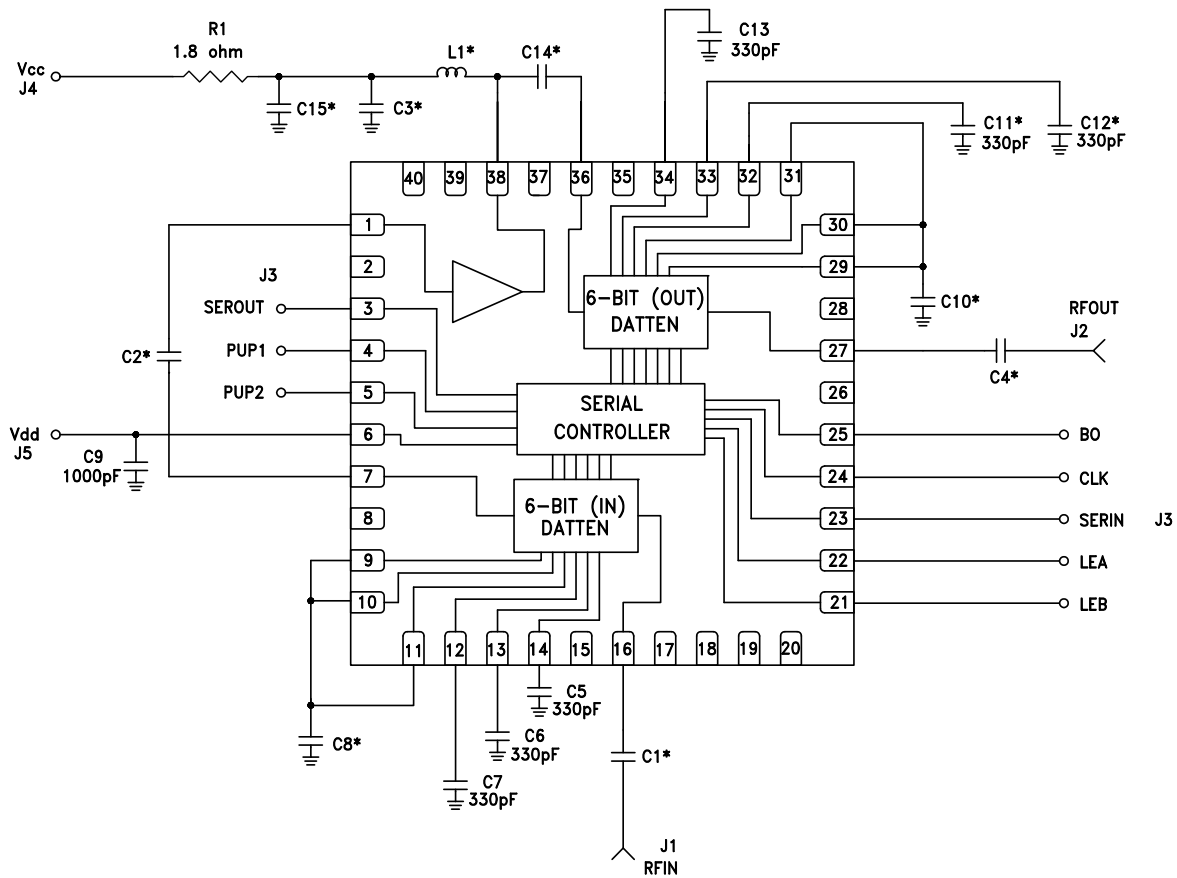 R1
1.8 ohm
L1*
C14*
C13
330pF
Vcc
J4
C15*
C3*
C11*
330pF
C12*
330pF
40
39
38
37
36
35
34
33
32
31
1
2
3
4
5
6
7
8
9
10
30
29
28
27
26
25
24
23
22
21
J3
SEROUT
PUP1
PUP2
C2*
Vdd
J5
C9
1000pF
6-BIT (OUT)
DATTEN
SERIAL
CONTROLLER
6-BIT (IN)
DATTEN
C10*
RFOUT
J2
C4*
BO
CLK
SERIN
J3
LEA
LEB
11
12
13
14
15
16
17
18
19
20
C8*
C5
330pF
C6
330pF
C7
330pF
C1*
J1
RFIN